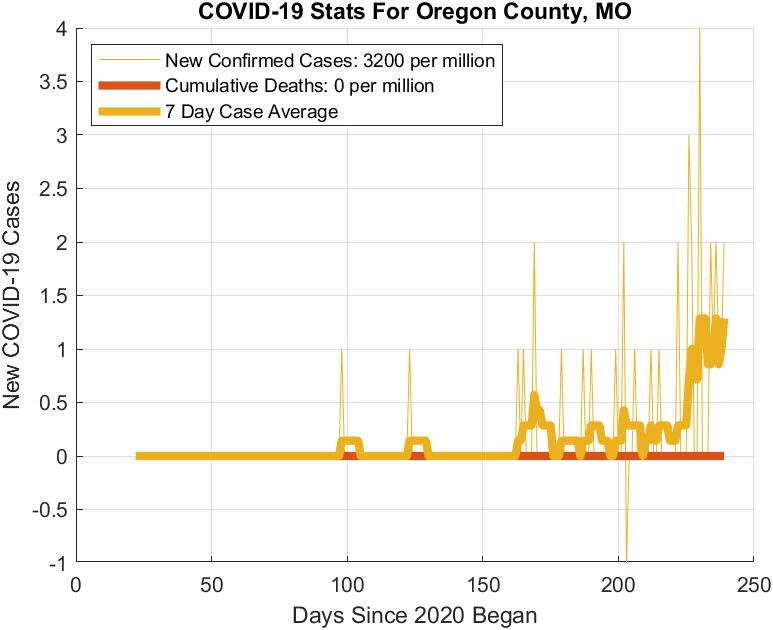 COVID-19 Stats For Oregon County, MO
New Confirmed Cases: 3200 per million
Cumulative Deaths: 0 per million
7 Day Case Average
New COVID-19 Cases
4
3.5
3
2.5
2
1.5
1
0.5
0
-0.5
-1
0 50 100 150 200 250
Days Since 2020 Began